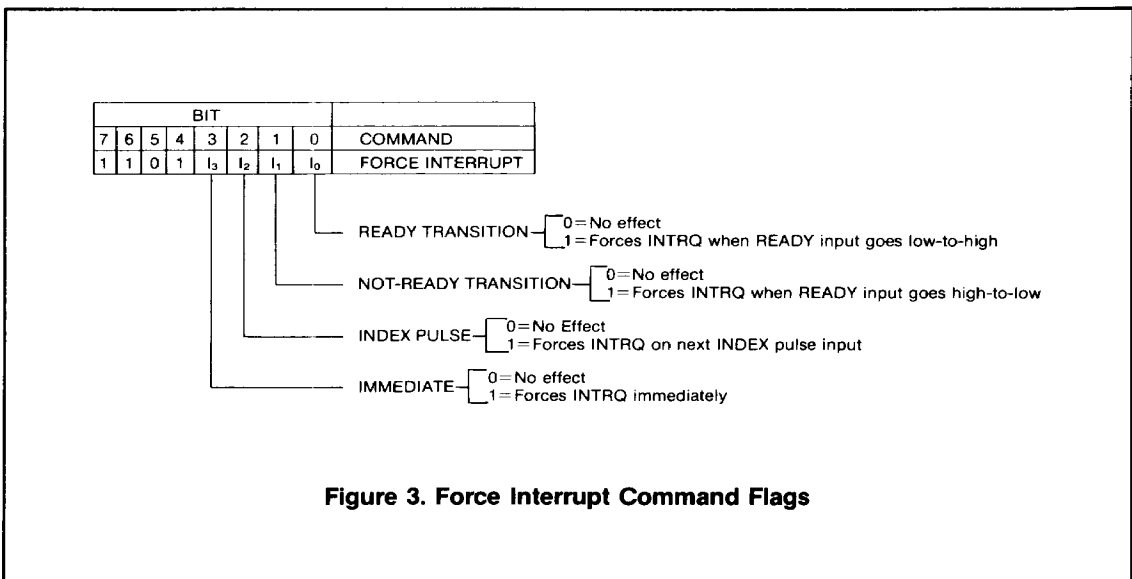 BIT
7 6 5 4 3 2 1 0 COMMAND
1 1 0 1 I₃ I₂ I₁ I₀ FORCE INTERRUPT
READY TRANSITION 0=No effect
1=Forces INTRQ when READY input goes low-to-high
NOT-READY TRANSITION 0=No effect
1=Forces INTRQ when READY input goes high-to-low
INDEX PULSE 0=No Effect
1=Forces INTRQ on next INDEX pulse input
IMMEDIATE 0=No effect
1=Forces INTRQ immediately
Figure 3. Force Interrupt Command Flags